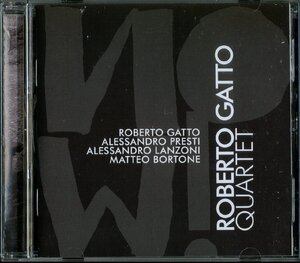 NOW!
ROBERTO GATTO
ALESSANDRO PRESTI
ALESSANDRO LANZONI
MATTEO BORTONE
ROBERTO GATTO
QUARTET